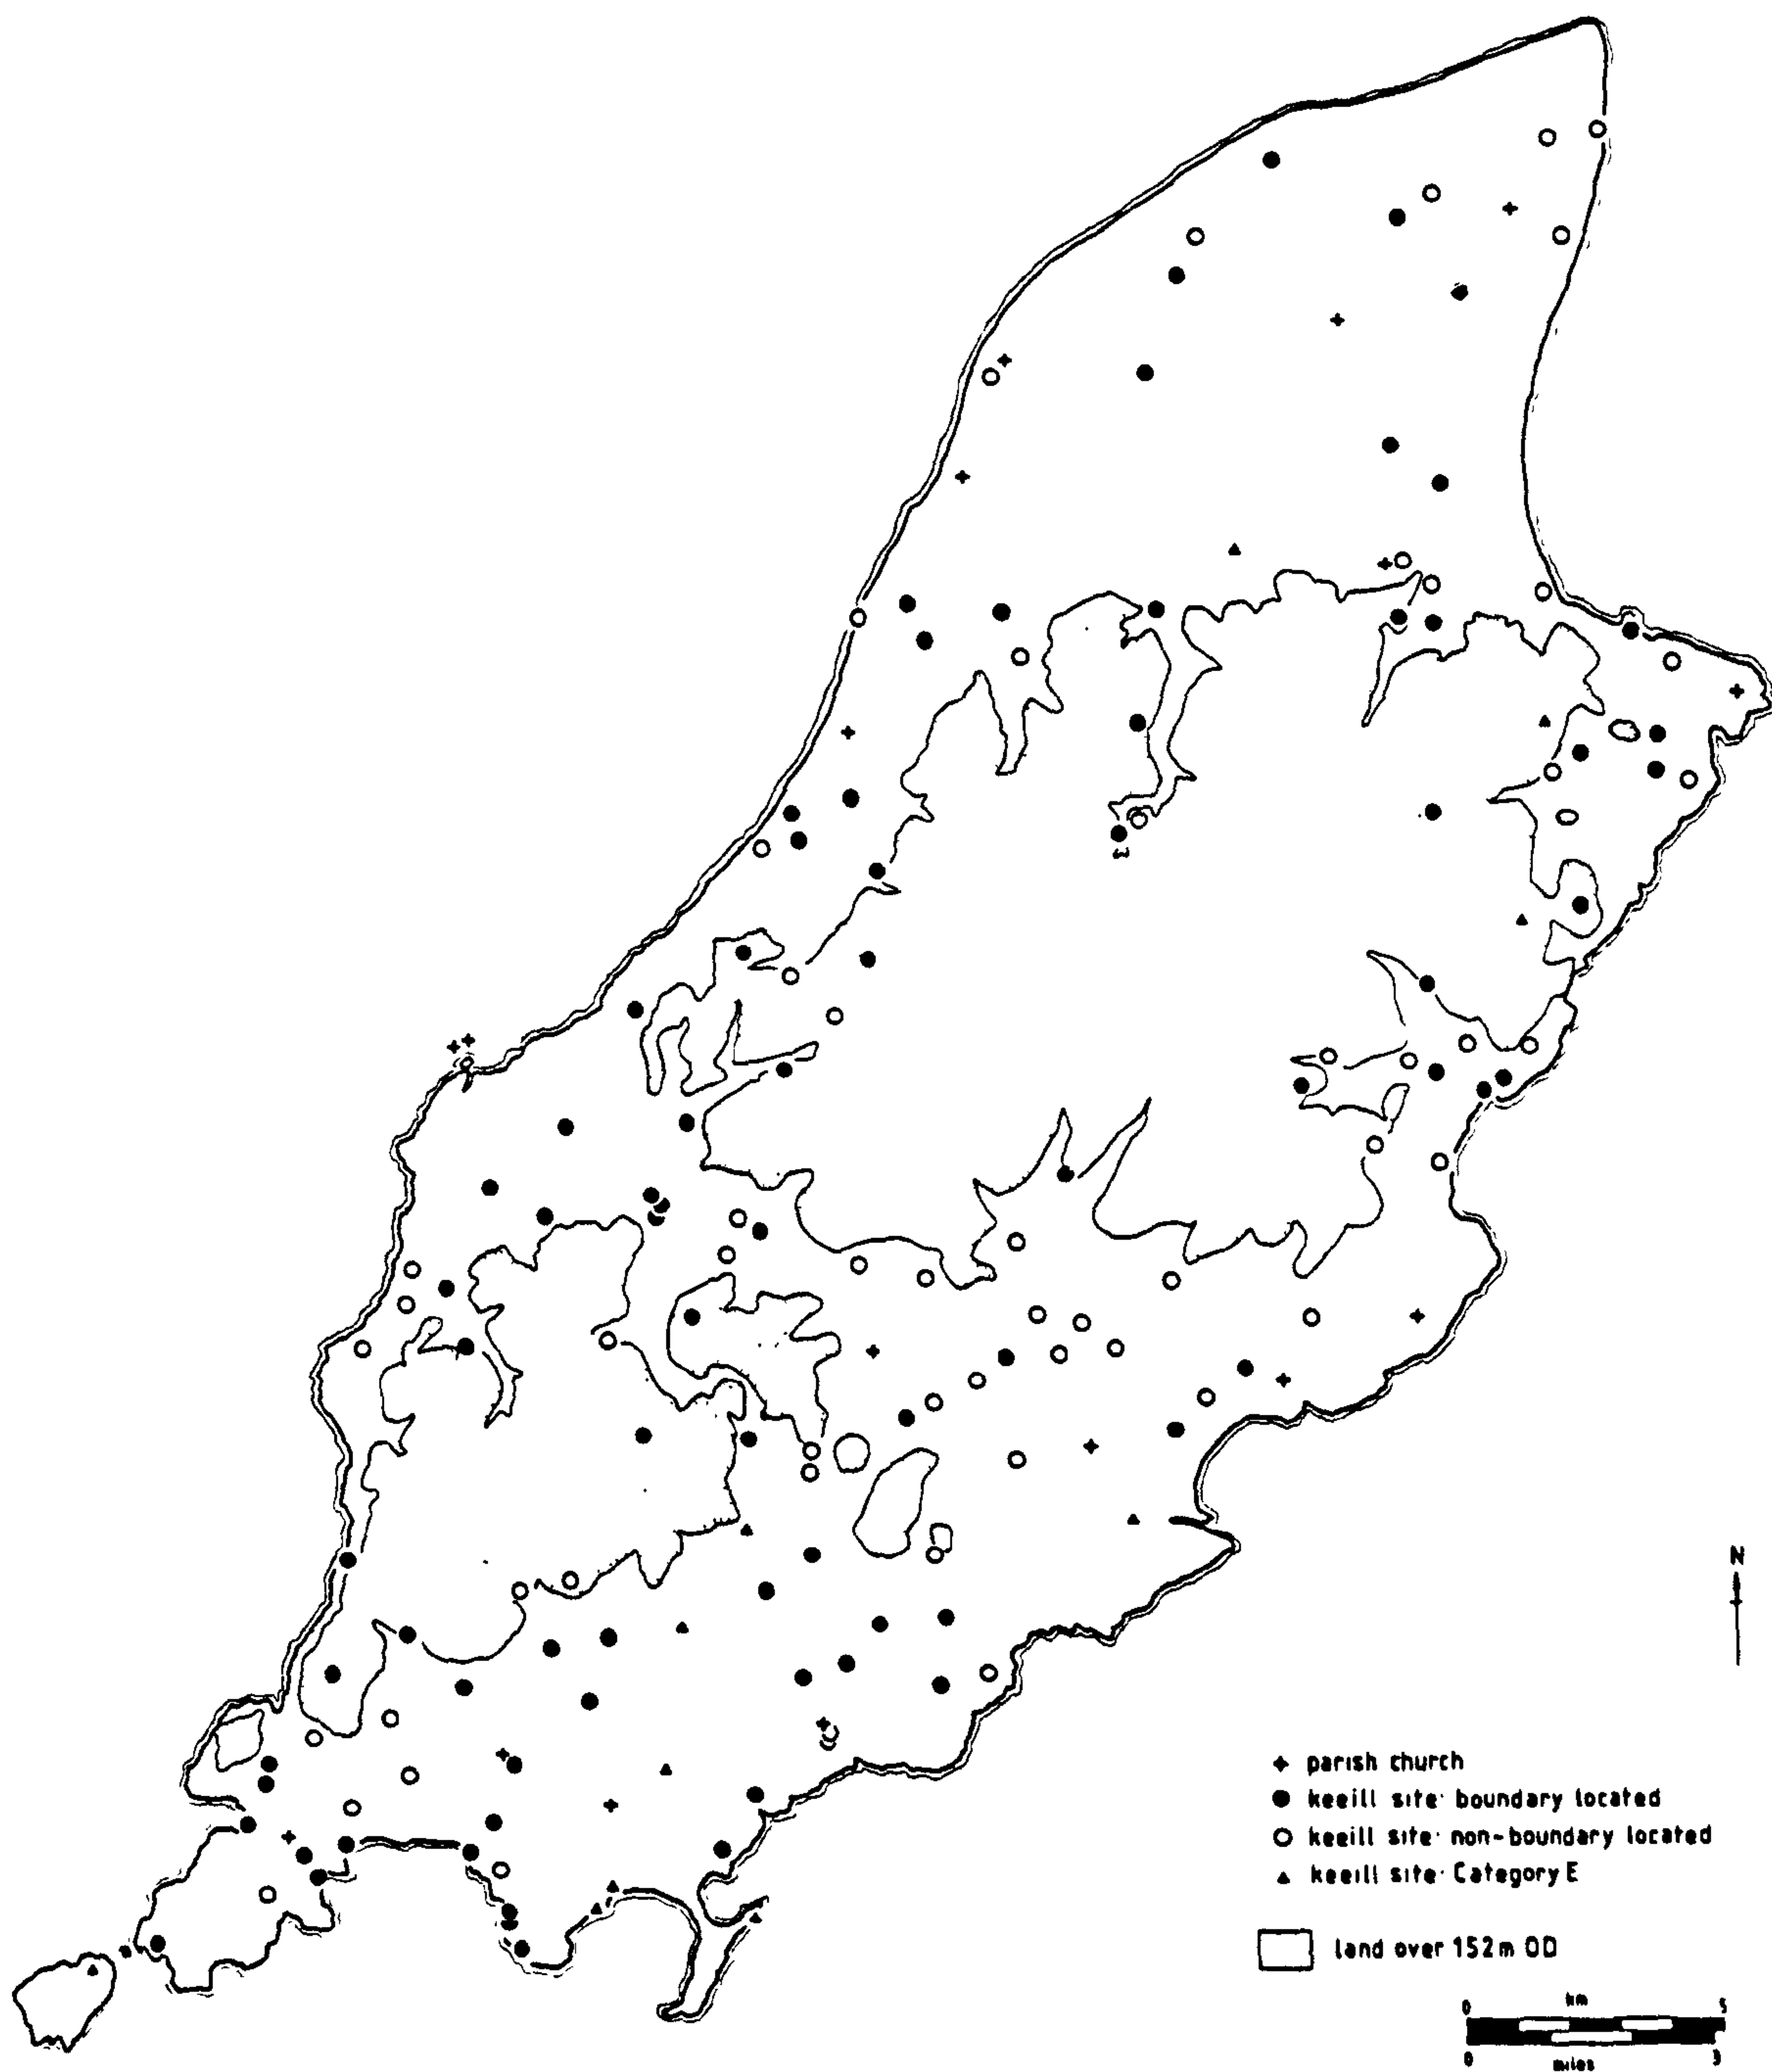 N
parish church
keeill site: boundary located
keeill site: non-boundary located
keeill site: Category E
land over 152m OD
0 km 5
0 miles 3